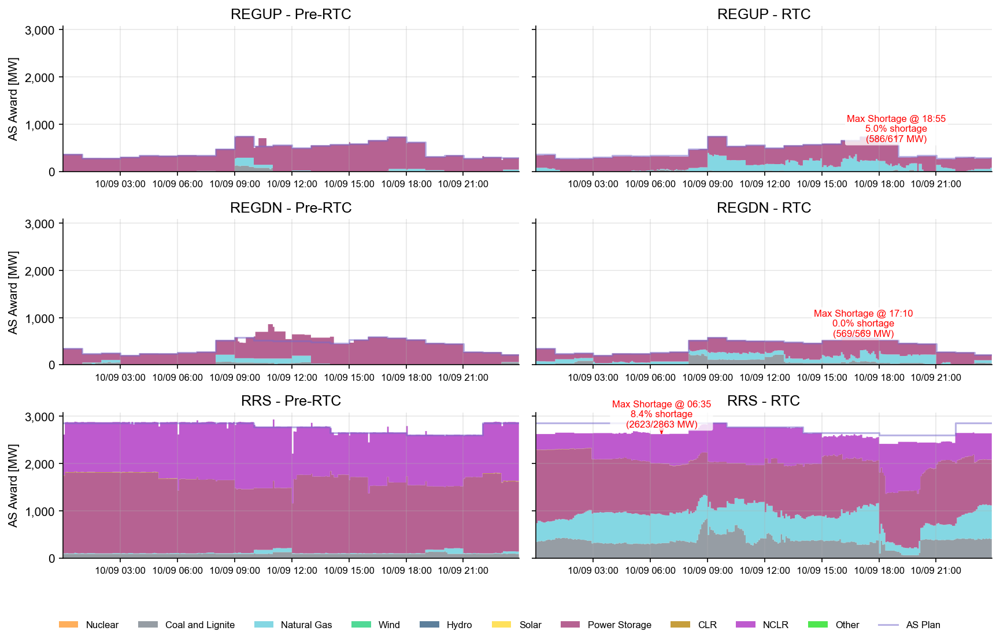 REGUP - Pre-RTC
REGUP - RTC
AS Award [MW]
3,000
2,000
1,000
0
Max Shortage @ 18:55
5.0% shortage
(586/617 MW)
10/09 03:00 10/09 06:00 10/09 09:00 10/09 12:00 10/09 15:00 10/09 18:00 10/09 21:00
10/09 03:00 10/09 06:00 10/09 09:00 10/09 12:00 10/09 15:00 10/09 18:00 10/09 21:00
REGDN - Pre-RTC
REGDN - RTC
AS Award [MW]
3,000
2,000
1,000
0
Max Shortage @ 17:10
0.0% shortage
(569/569 MW)
10/09 03:00 10/09 06:00 10/09 09:00 10/09 12:00 10/09 15:00 10/09 18:00 10/09 21:00
10/09 03:00 10/09 06:00 10/09 09:00 10/09 12:00 10/09 15:00 10/09 18:00 10/09 21:00
RRS - Pre-RTC
RRS - RTC
AS Award [MW]
3,000
2,000
1,000
0
Max Shortage @ 06:35
8.4% shortage
(2623/2863 MW)
10/09 03:00 10/09 06:00 10/09 09:00 10/09 12:00 10/09 15:00 10/09 18:00 10/09 21:00
10/09 03:00 10/09 06:00 10/09 09:00 10/09 12:00 10/09 15:00 10/09 18:00 10/09 21:00
Nuclear Coal and Lignite Natural Gas Wind Hydro Solar Power Storage CLR NCLR Other AS Plan